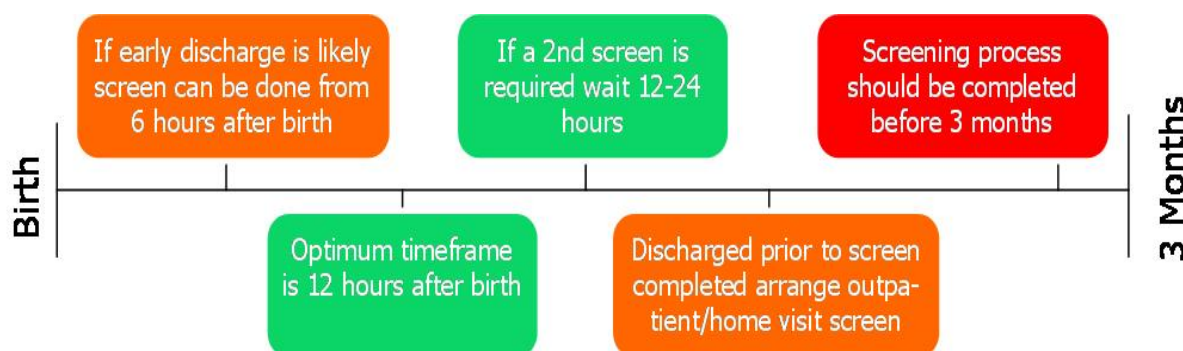 If early discharge is likely
screen can be done from
6 hours after birth
If a 2nd screen is
required wait 12-24
hours
Screening process
should be completed
before 3 months
Birth
3 Months
Optimum timeframe
is 12 hours after birth
Discharged prior to screen
completed arrange outpa-
tient/home visit screen